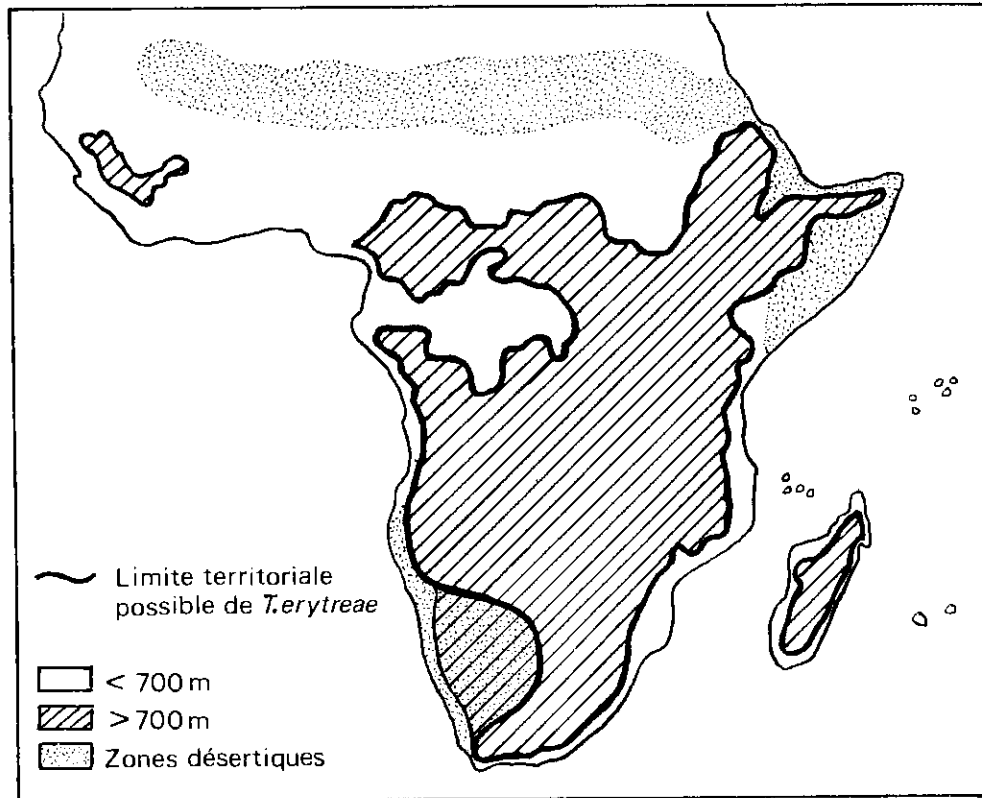 Limite territoriale
possible de T.erytreae
< 700 m
> 700 m
Zones désertiques